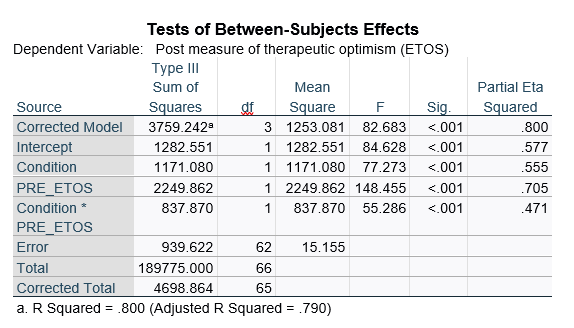 Tests of Between-Subjects Effects
Dependent Variable: Post measure of therapeutic optimism (ETOS)
Source Type III Sum of Squares df Mean Square F Sig. Partial Eta Squared
Corrected Model 3759.242ᵃ 3 1253.081 82.683 <.001 .800
Intercept 1282.551 1 1282.551 84.628 <.001 .577
Condition 1171.080 1 1171.080 77.273 <.001 .555
PRE_ETOS 2249.862 1 2249.862 148.455 <.001 .705
Condition * PRE_ETOS 837.870 1 837.870 55.286 <.001 .471
Error 939.622 62 15.155
Total 189775.000 66
Corrected Total 4698.864 65
a. R Squared = .800 (Adjusted R Squared = .790)